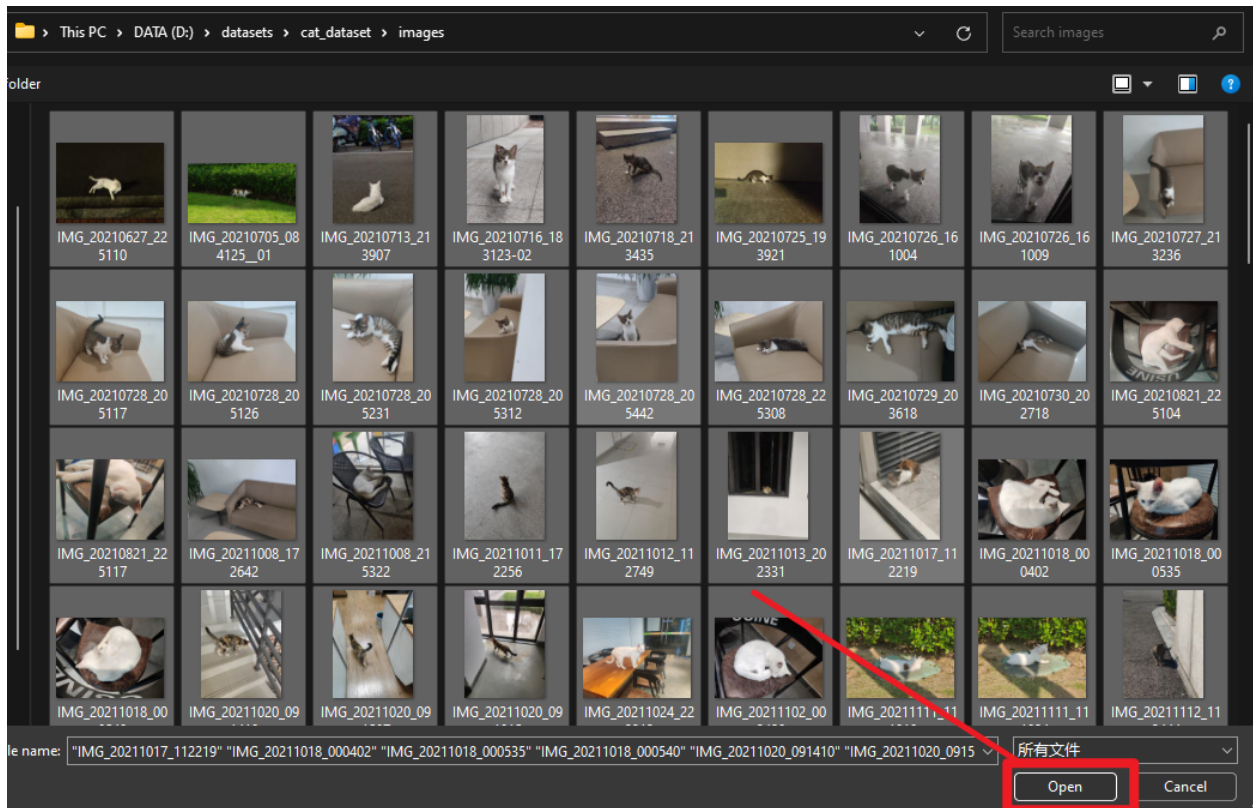 This PC > DATA (D:) > datasets > cat_dataset > images
Search images
folder
IMG_20210627_22
5110
IMG_20210705_08
4125__01
IMG_20210713_21
3907
IMG_20210716_18
3123-02
IMG_20210718_21
3435
IMG_20210725_19
3921
IMG_20210726_16
1004
IMG_20210726_16
1009
IMG_20210727_21
3236
IMG_20210728_20
5117
IMG_20210728_20
5126
IMG_20210728_20
5231
IMG_20210728_20
5312
IMG_20210728_20
5442
IMG_20210728_22
5308
IMG_20210729_20
3618
IMG_20210730_20
2718
IMG_20210821_22
5104
IMG_20210821_22
5117
IMG_20211008_17
2642
IMG_20211008_21
5322
IMG_20211011_17
2256
IMG_20211012_11
2749
IMG_20211013_20
2331
IMG_20211017_11
2219
IMG_20211018_00
0402
IMG_20211018_00
0535
IMG_20211018_00
IMG_20211020_09
IMG_20211020_09
IMG_20211020_09
IMG_20211024_22
IMG_20211102_00
IMG_20211111_11
IMG_20211111_11
IMG_20211112_11
le name: "IMG_20211017_112219" "IMG_20211018_000402" "IMG_20211018_000535" "IMG_20211018_000540" "IMG_20211020_091410" "IMG_20211020_0915
所有文件
Open
Cancel